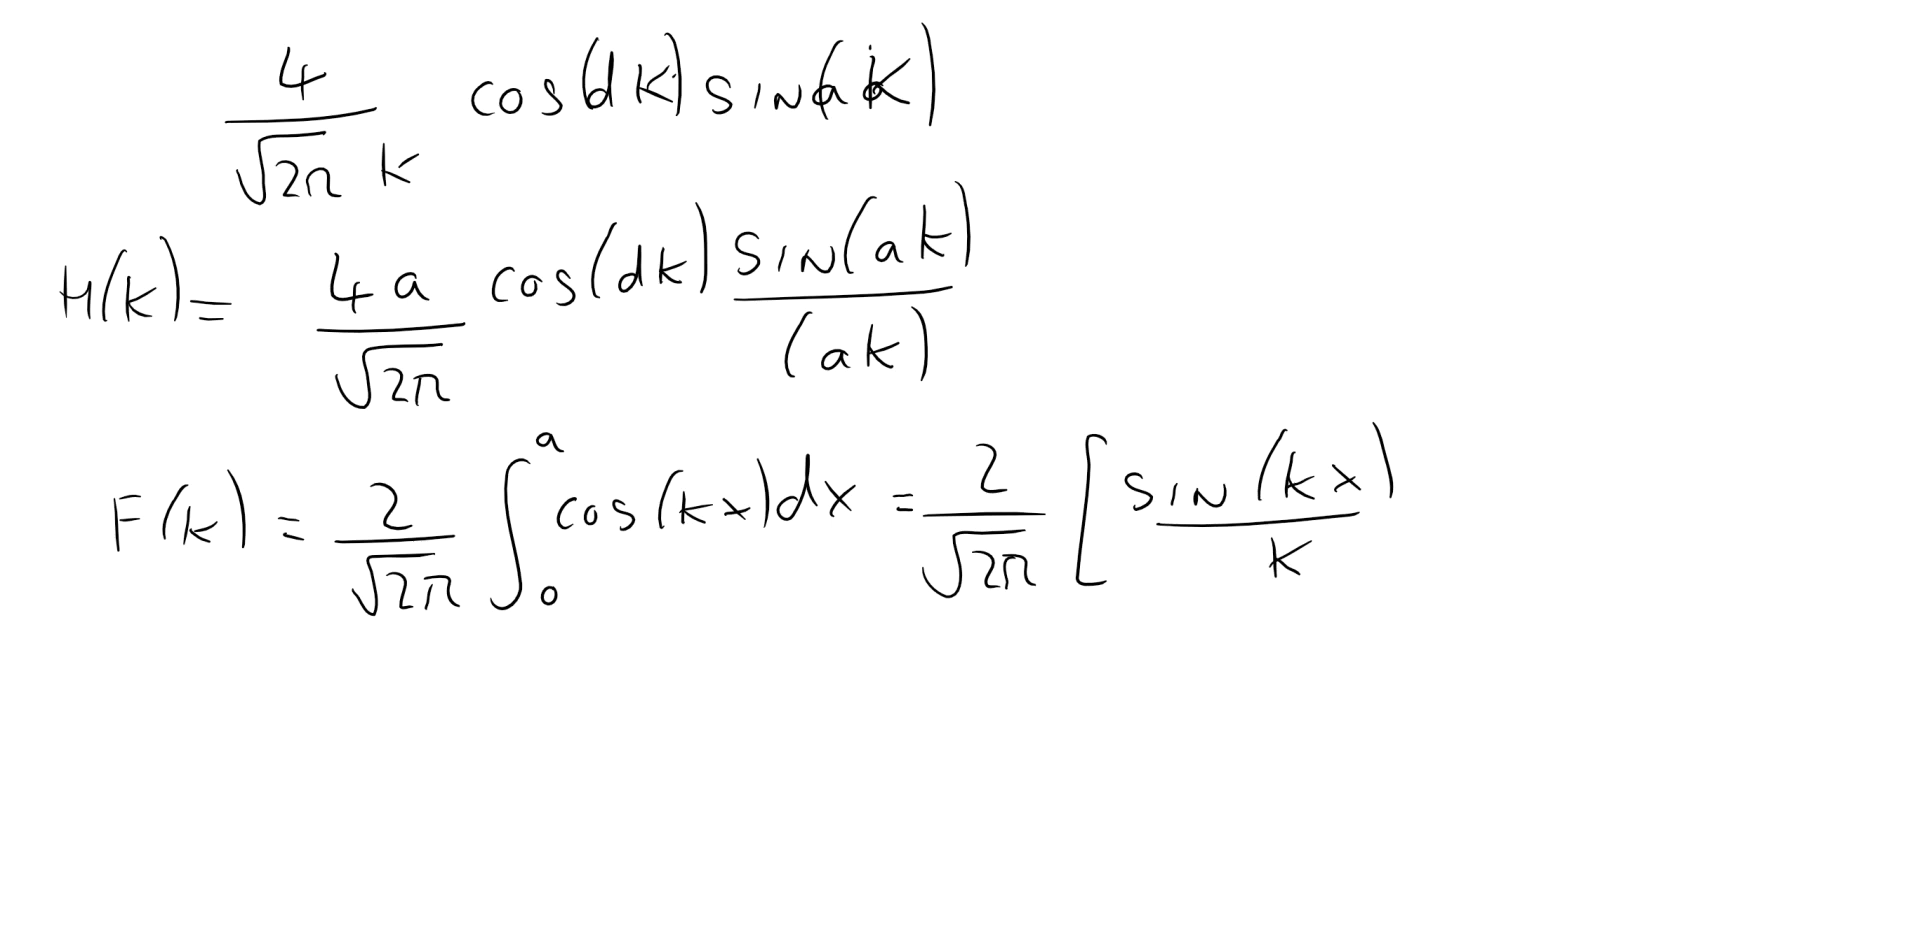 4/(√2π k) cos(dk) sin(ak)
H(k) = 4a/√2π cos(dk) sin(ak)/(ak)
F(k) = 2/√2π ∫₀ᵃ cos(kx)dx = 2/√2π [sin(kx)/k